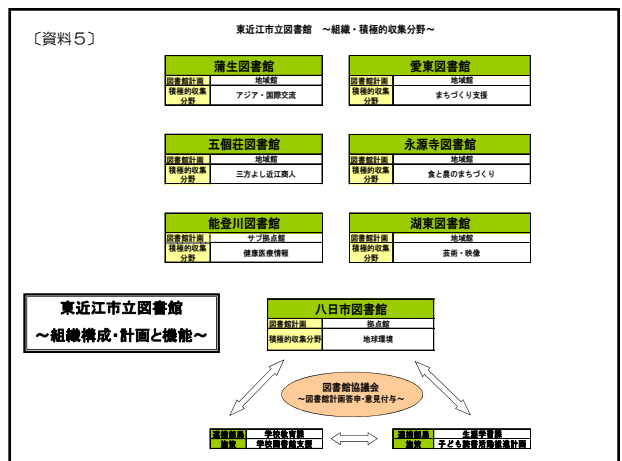 〔資料5〕
東近江市立図書館 ～組織・積極的収集分野～
蒲生図書館
図書館計画 地域館
積極的収集分野 アジア・国際交流
愛東図書館
図書館計画 地域館
積極的収集分野 まちづくり支援
五個荘図書館
図書館計画 地域館
積極的収集分野 三方よし近江商人
永源寺図書館
図書館計画 地域館
積極的収集分野 食と農のまちづくり
能登川図書館
図書館計画 サブ拠点館
積極的収集分野 健康医療情報
湖東図書館
図書館計画 地域館
積極的収集分野 芸術・映像
東近江市立図書館
～組織構成・計画と機能～
八日市図書館
図書館計画 拠点館
積極的収集分野 地球環境
図書館協議会
～図書館計画答申・意見付与～
連携部局 学校教育課
施策 学校図書館支援
連携部局 生涯学習課
施策 子ども読書活動推進計画